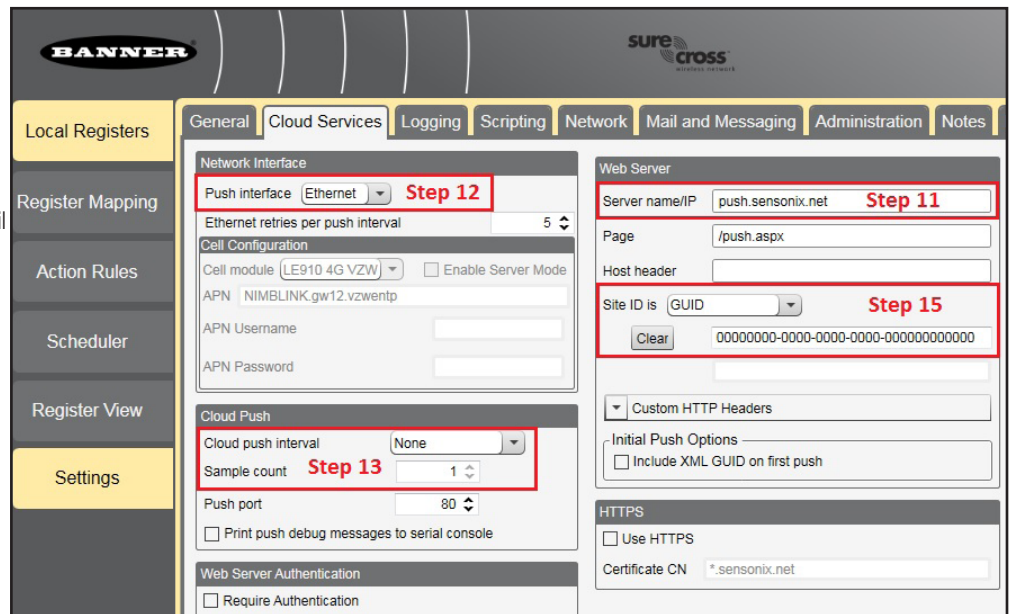 BANNER
sure
cross
wireless network
General Cloud Services Logging Scripting Network Mail and Messaging Administration Notes
Local Registers
Register Mapping
il
Action Rules
Scheduler
Register View
Settings
Network Interface
Push interface Ethernet Step 12
Ethernet retries per push interval 5
Cell Configuration
Cell module LE910 4G VZW Enable Server Mode
APN NIMBLINK.gw12.vzwentp
APN Username
APN Password
Cloud Push
Cloud push interval None
Sample count Step 13 1
Push port 80
Print push debug messages to serial console
Web Server Authentication
Require Authentication
Web Server
Server name/IP push.sensonix.net Step 11
Page /push.aspx
Host header
Site ID is GUID Step 15
Clear 00000000-0000-0000-0000-000000000000
Custom HTTP Headers
Initial Push Options
Include XML GUID on first push
HTTPS
Use HTTPS
Certificate CN *.sensonix.net